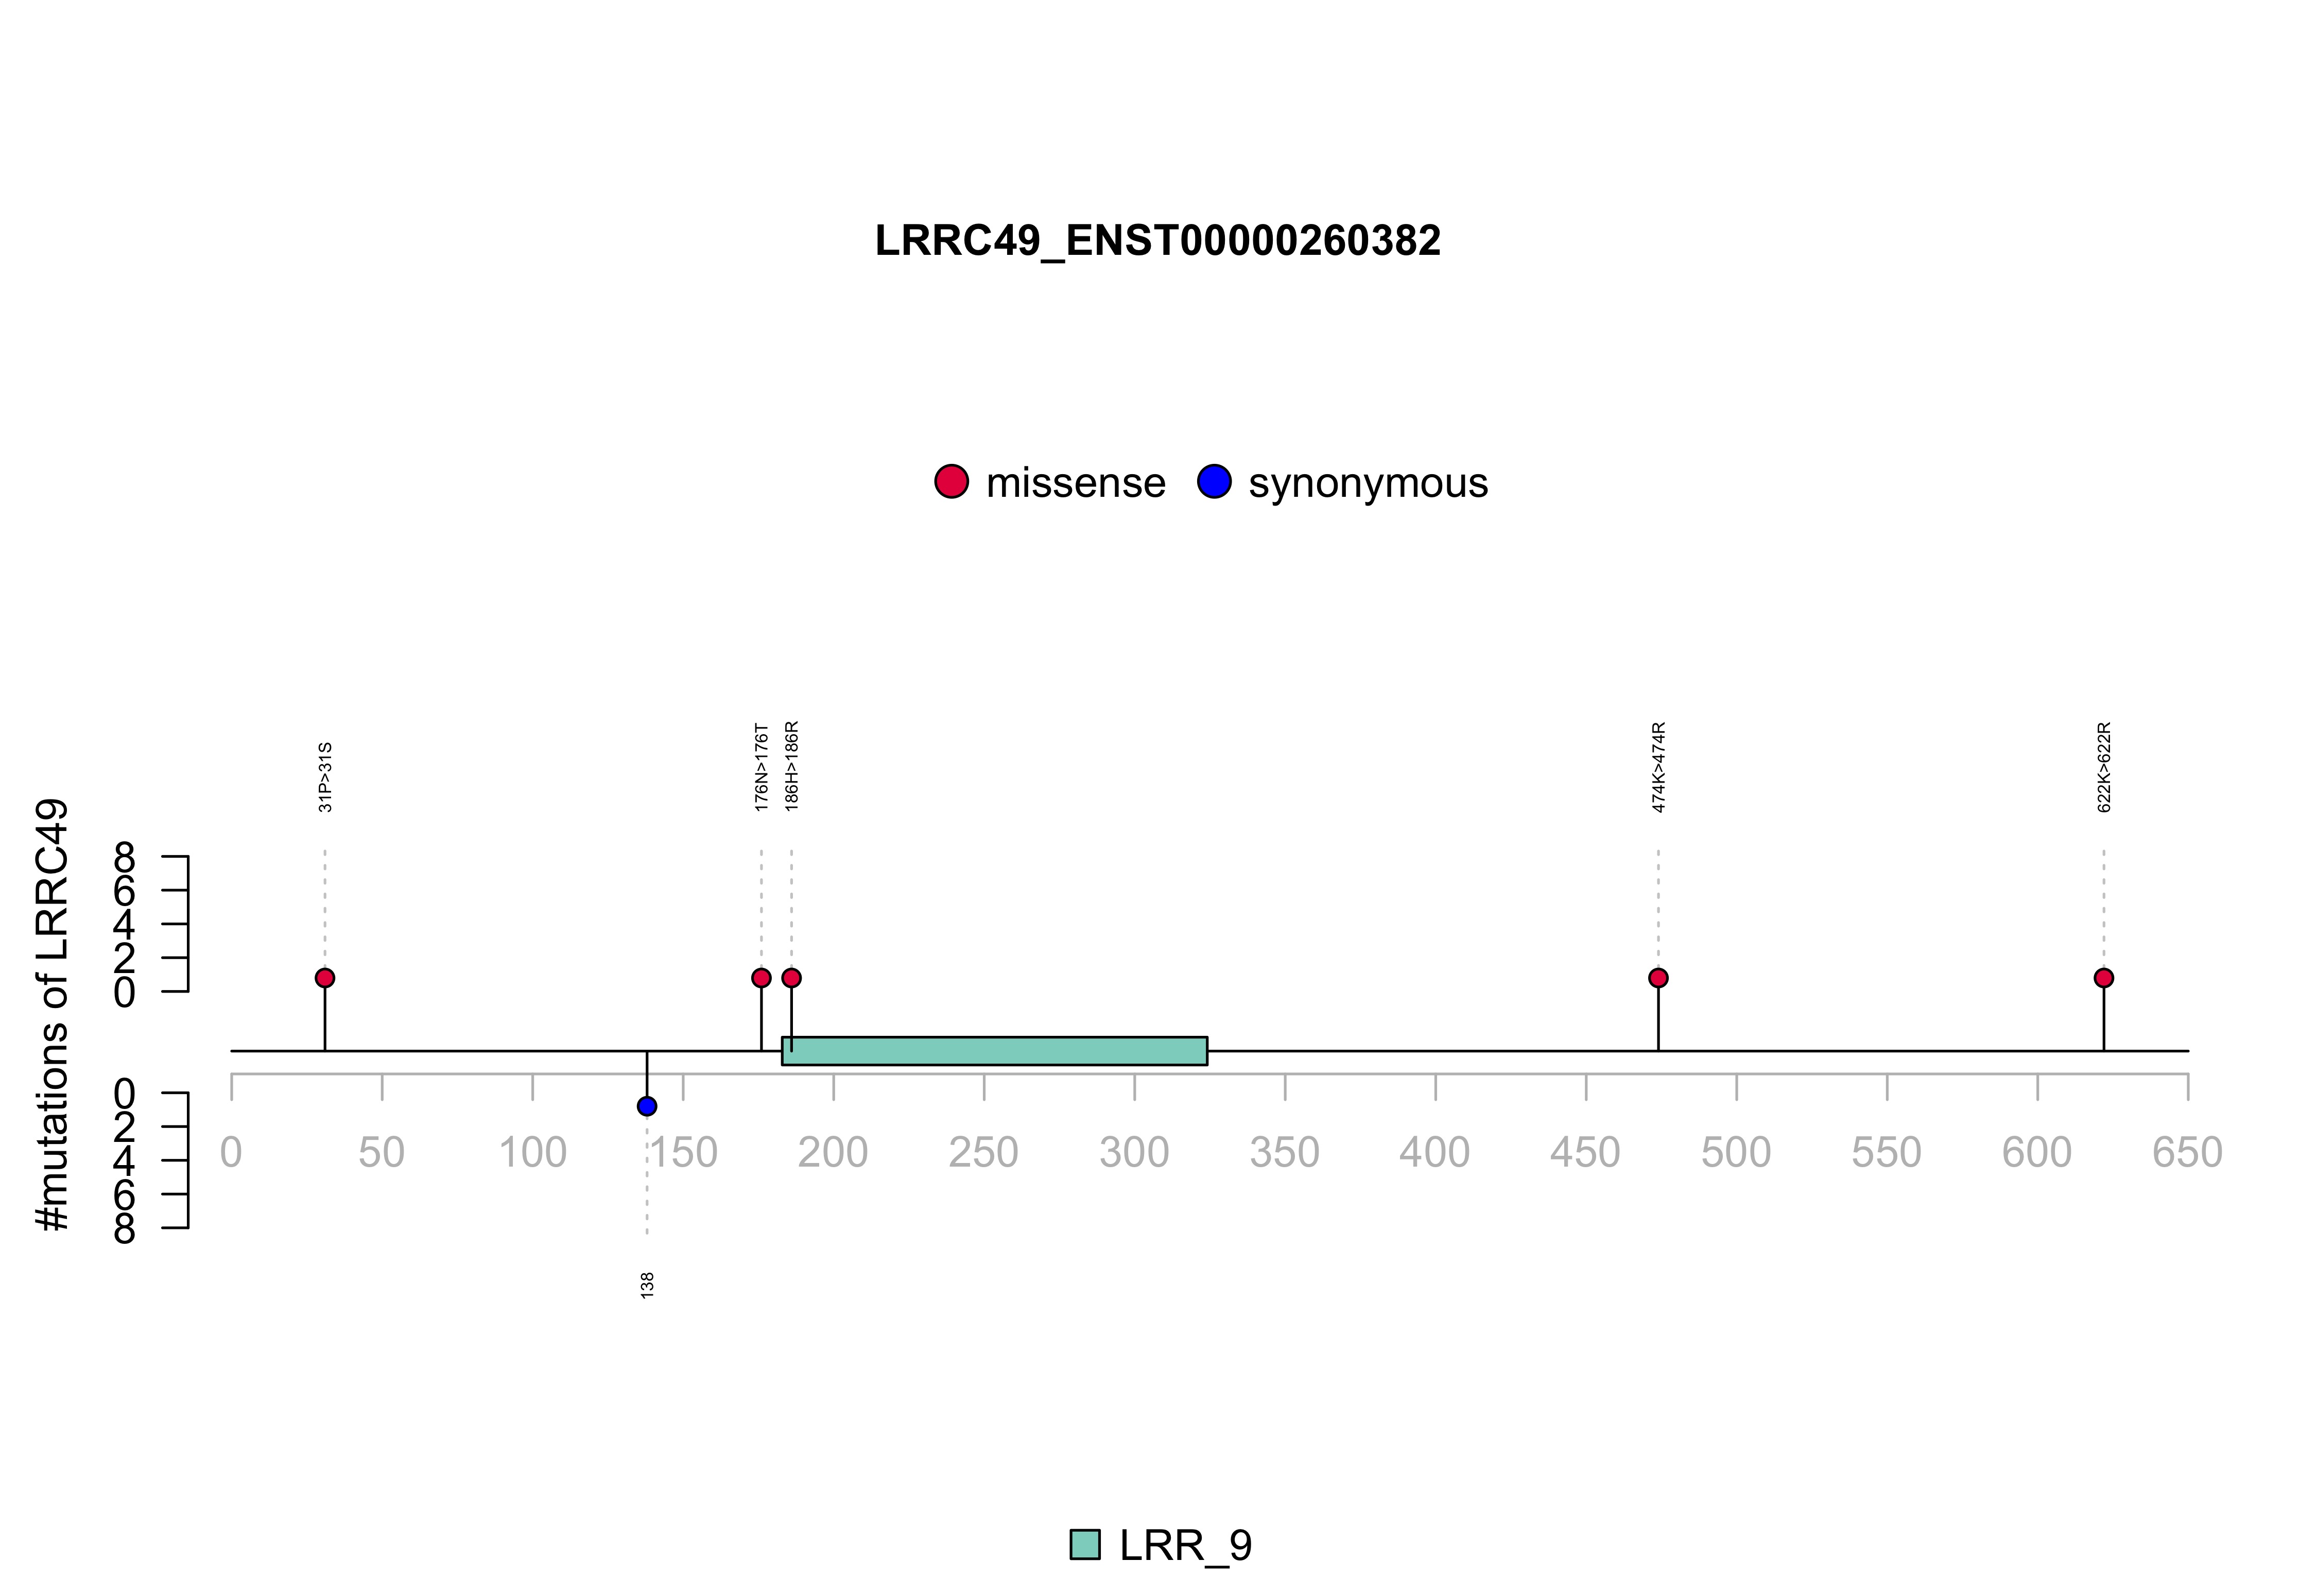 LRRC49_ENST00000260382
missense synonymous
31P>31S 176N>176T 186H>186R 474K>474R 622K>622R
#mutations of LRRC49
8
6
4
2
0
0
2
4
6
8
0 50 100 150 200 250 300 350 400 450 500 550 600 650
138
LRR_9